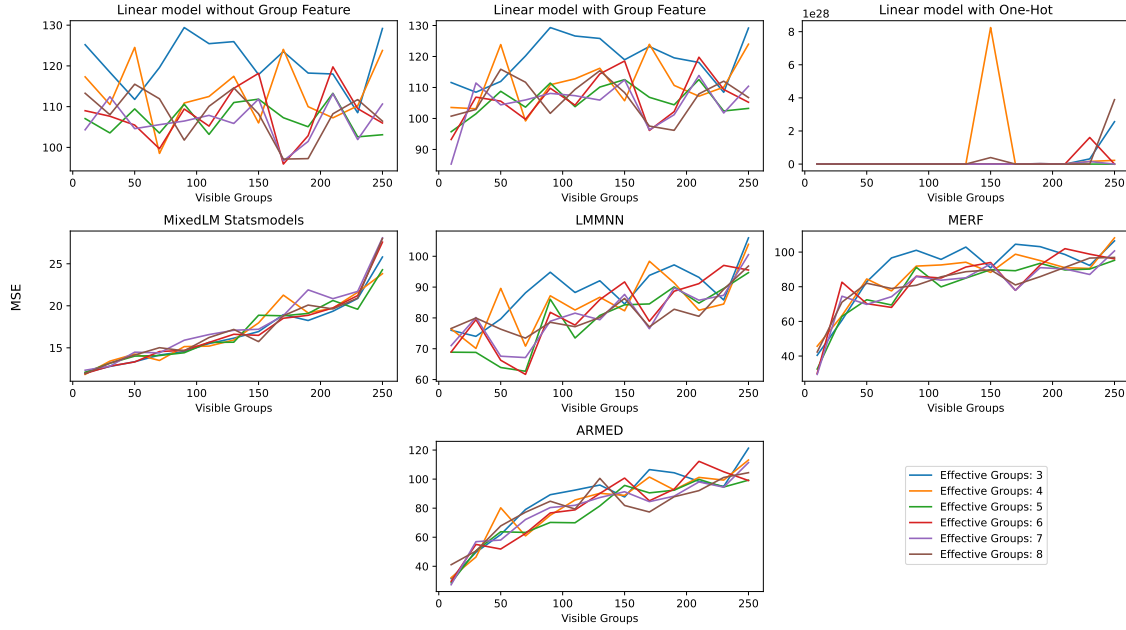 Linear model without Group Feature
130
120
110
100
0 50 100 150 200 250
Visible Groups
Linear model with Group Feature
130
120
110
100
90
0 50 100 150 200 250
Visible Groups
Linear model with One-Hot
1e28
8
6
4
2
0
0 50 100 150 200 250
Visible Groups
MSE
MixedLM Statsmodels
25
20
15
0 50 100 150 200 250
Visible Groups
LMMNN
100
90
80
70
60
0 50 100 150 200 250
Visible Groups
MERF
100
80
60
40
0 50 100 150 200 250
Visible Groups
ARMED
120
100
80
60
40
0 50 100 150 200 250
Visible Groups
Effective Groups: 3
Effective Groups: 4
Effective Groups: 5
Effective Groups: 6
Effective Groups: 7
Effective Groups: 8